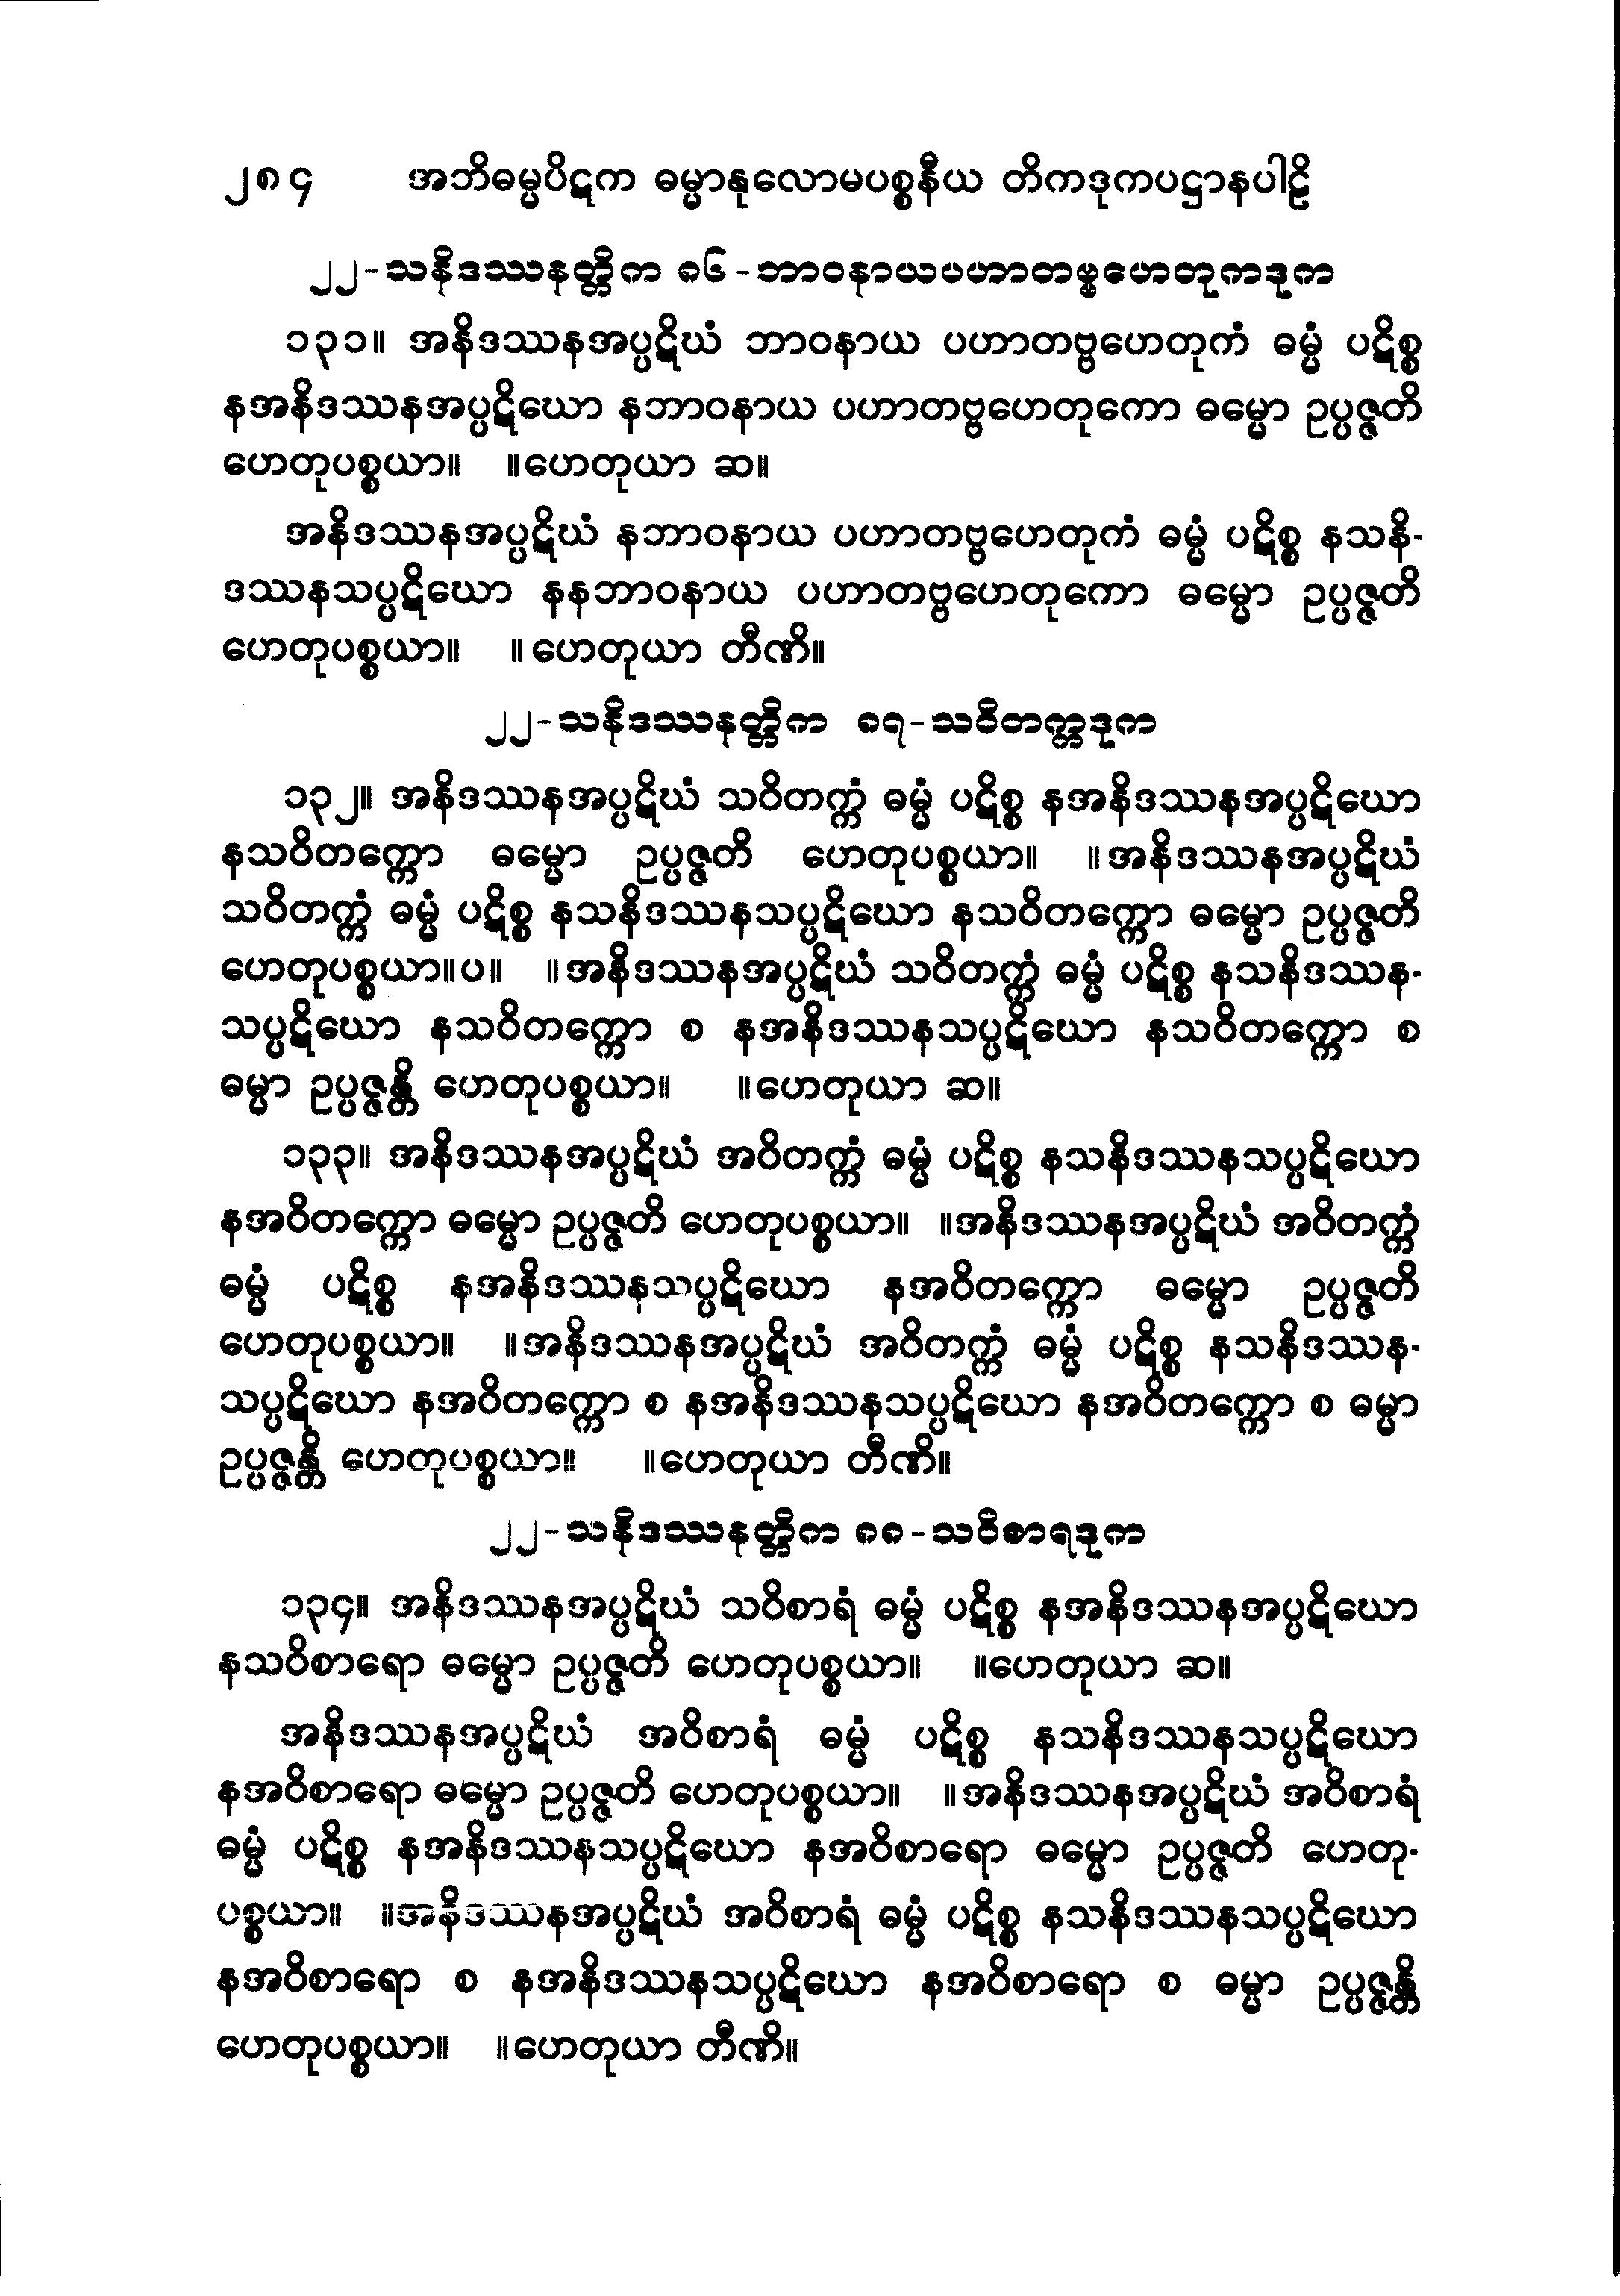 ၂၈၄ အဘိဓမ္မပိဋက ဓမ္မာနုလောမပစ္စနီယ တိကဒုကပဋ္ဌာနပါဠိ
၂၂-သနိဒဿနတ္တိက ၈၆-ဘာဝနာယပဟာတဗ္ဗဟေတုကဒုက
၁၃၁။ အနိဒဿနအပ္ပဋိဃံ ဘာဝနာယ ပဟာတဗ္ဗဟေတုကံ ဓမ္မံ ပဋိစ္စ
နအနိဒဿနအပ္ပဋိဃော နဘာဝနာယ ပဟာတဗ္ဗဟေတုကော ဓမ္မော ဥပ္ပဇ္ဇတိ
ဟေတုပစ္စယာ။ ။ဟေတုယာ ဆ။
အနိဒဿနအပ္ပဋိဃံ နဘာဝနာယ ပဟာတဗ္ဗဟေတုကံ ဓမ္မံ ပဋိစ္စ နသနိ-
ဒဿနသပ္ပဋိဃော နနဘာဝနာယ ပဟာတဗ္ဗဟေတုကော ဓမ္မော ဥပ္ပဇ္ဇတိ
ဟေတုပစ္စယာ။ ။ဟေတုယာ တီဏိ။
၂၂-သနိဒဿနတ္တိက ၈၇-သဝိတက္ကဒုက
၁၃၂။ အနိဒဿနအပ္ပဋိဃံ သဝိတက္ကံ ဓမ္မံ ပဋိစ္စ နအနိဒဿနအပ္ပဋိဃော
နသဝိတက္ကော ဓမ္မော ဥပ္ပဇ္ဇတိ ဟေတုပစ္စယာ။ ။အနိဒဿနအပ္ပဋိဃံ
သဝိတက္ကံ ဓမ္မံ ပဋိစ္စ နသနိဒဿနသပ္ပဋိဃော နသဝိတက္ကော ဓမ္မော ဥပ္ပဇ္ဇတိ
ဟေတုပစ္စယာ။ပ။ ။အနိဒဿနအပ္ပဋိဃံ သဝိတက္ကံ ဓမ္မံ ပဋိစ္စ နသနိဒဿန-
သပ္ပဋိဃော နသဝိတက္ကော စ နအနိဒဿနသပ္ပဋိဃော နသဝိတက္ကော စ
ဓမ္မာ ဥပ္ပဇ္ဇန္တိ ဟေတုပစ္စယာ။ ။ဟေတုယာ ဆ။
၁၃၃။ အနိဒဿနအပ္ပဋိဃံ အဝိတက္ကံ ဓမ္မံ ပဋိစ္စ နသနိဒဿနသပ္ပဋိဃော
နအဝိတက္ကော ဓမ္မော ဥပ္ပဇ္ဇတိ ဟေတုပစ္စယာ။ ။အနိဒဿနအပ္ပဋိဃံ အဝိတက္ကံ
ဓမ္မံ ပဋိစ္စ နအနိဒဿနသပ္ပဋိဃော နအဝိတက္ကော ဓမ္မော ဥပ္ပဇ္ဇတိ
ဟေတုပစ္စယာ။ ။အနိဒဿနအပ္ပဋိဃံ အဝိတက္ကံ ဓမ္မံ ပဋိစ္စ နသနိဒဿန-
သပ္ပဋိဃော နအဝိတက္ကော စ နအနိဒဿနသပ္ပဋိဃော နအဝိတက္ကော စ ဓမ္မာ
ဥပ္ပဇ္ဇန္တိ ဟေတုပစ္စယာ။ ။ဟေတုယာ တီဏိ။
၂၂-သနိဒဿနတ္တိက ၈၈-သဝိစာရဒုက
၁၃၄။ အနိဒဿနအပ္ပဋိဃံ သဝိစာရံ ဓမ္မံ ပဋိစ္စ နအနိဒဿနအပ္ပဋိဃော
နသဝိစာရော ဓမ္မော ဥပ္ပဇ္ဇတိ ဟေတုပစ္စယာ။ ။ဟေတုယာ ဆ။
အနိဒဿနအပ္ပဋိဃံ အဝိစာရံ ဓမ္မံ ပဋိစ္စ နသနိဒဿနသပ္ပဋိဃော
နအဝိစာရော ဓမ္မော ဥပ္ပဇ္ဇတိ ဟေတုပစ္စယာ။ ။အနိဒဿနအပ္ပဋိဃံ အဝိစာရံ
ဓမ္မံ ပဋိစ္စ နအနိဒဿနသပ္ပဋိဃော နအဝိစာရော ဓမ္မော ဥပ္ပဇ္ဇတိ ဟေတု-
ပစ္စယာ။ ။အနိဒဿနအပ္ပဋိဃံ အဝိစာရံ ဓမ္မံ ပဋိစ္စ နသနိဒဿနသပ္ပဋိဃော
နအဝိစာရော စ နအနိဒဿနသပ္ပဋိဃော နအဝိစာရော စ ဓမ္မာ ဥပ္ပဇ္ဇန္တိ
ဟေတုပစ္စယာ။ ။ဟေတုယာ တီဏိ။